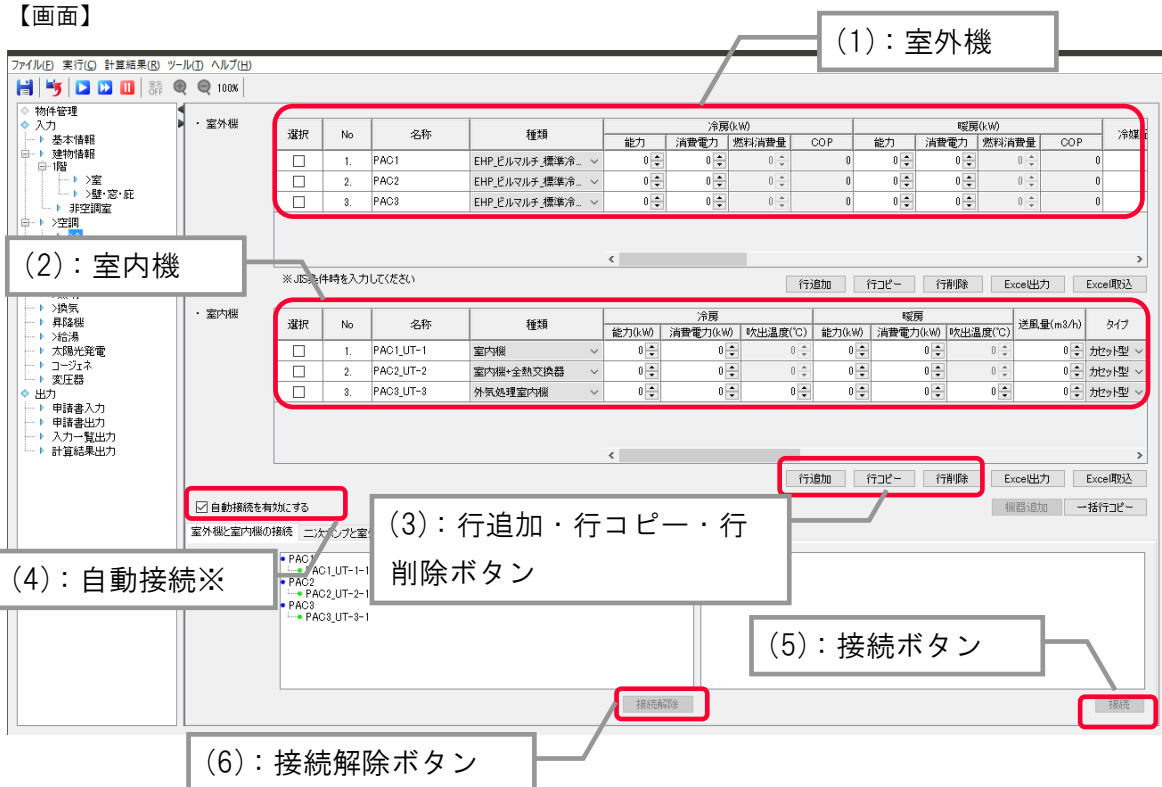 【画面】
(1)：室外機
ファイル(F) 実行(C) 計算結果(R) ツール(T) ヘルプ(H)
室名 OFF 100%
物件管理
入力
基本情報
建物情報
1階
>室
>壁・窓・庇
非空調室
>空調
>換気
昇降機
>給湯
太陽光発電
コージェネ
変圧器
出力
申請書入力
申請書出力
入力一覧出力
計算結果出力
・ 室外機
選択 No 名称 種類 冷房(kW) 暖房(kW)
能力 消費電力 燃料消費量 COP 能力 消費電力 燃料消費量 COP
1. PAC1 EHP_ビルマルチ_標準冷... 0 0 0 0 0 0 0 0
2. PAC2 EHP_ビルマルチ_標準冷... 0 0 0 0 0 0 0 0
3. PAC3 EHP_ビルマルチ_標準冷... 0 0 0 0 0 0 0 0
(2)：室内機
※JIS条件時を入力してください
行追加 行コピー 行削除 Excel出力 Excel取込
・ 室内機
選択 No 名称 種類 冷房 暖房 送風量(m3/h) タイプ
能力(kW) 消費電力(kW) 吹出温度(℃) 能力(kW) 消費電力(kW) 吹出温度(℃)
1. PAC1_UT-1 室内機 0 0 0 0 0 0 0 カセット型
2. PAC2_UT-2 室内機+全熱交換器 0 0 0 0 0 0 0 カセット型
3. PAC3_UT-3 外気処理室内機 0 0 0 0 0 0 0 カセット型
行追加 行コピー 行削除 Excel出力 Excel取込
自動接続を有効にする
機器追加 一括行コピー
(3)：行追加・行コピー・行
削除ボタン
室外機と室内機の接続
(4)：自動接続※
PAC1
PAC1_UT-1-1
PAC2
PAC2_UT-2-1
PAC3
PAC3_UT-3-1
(5)：接続ボタン
接続解除 接続
(6)：接続解除ボタン